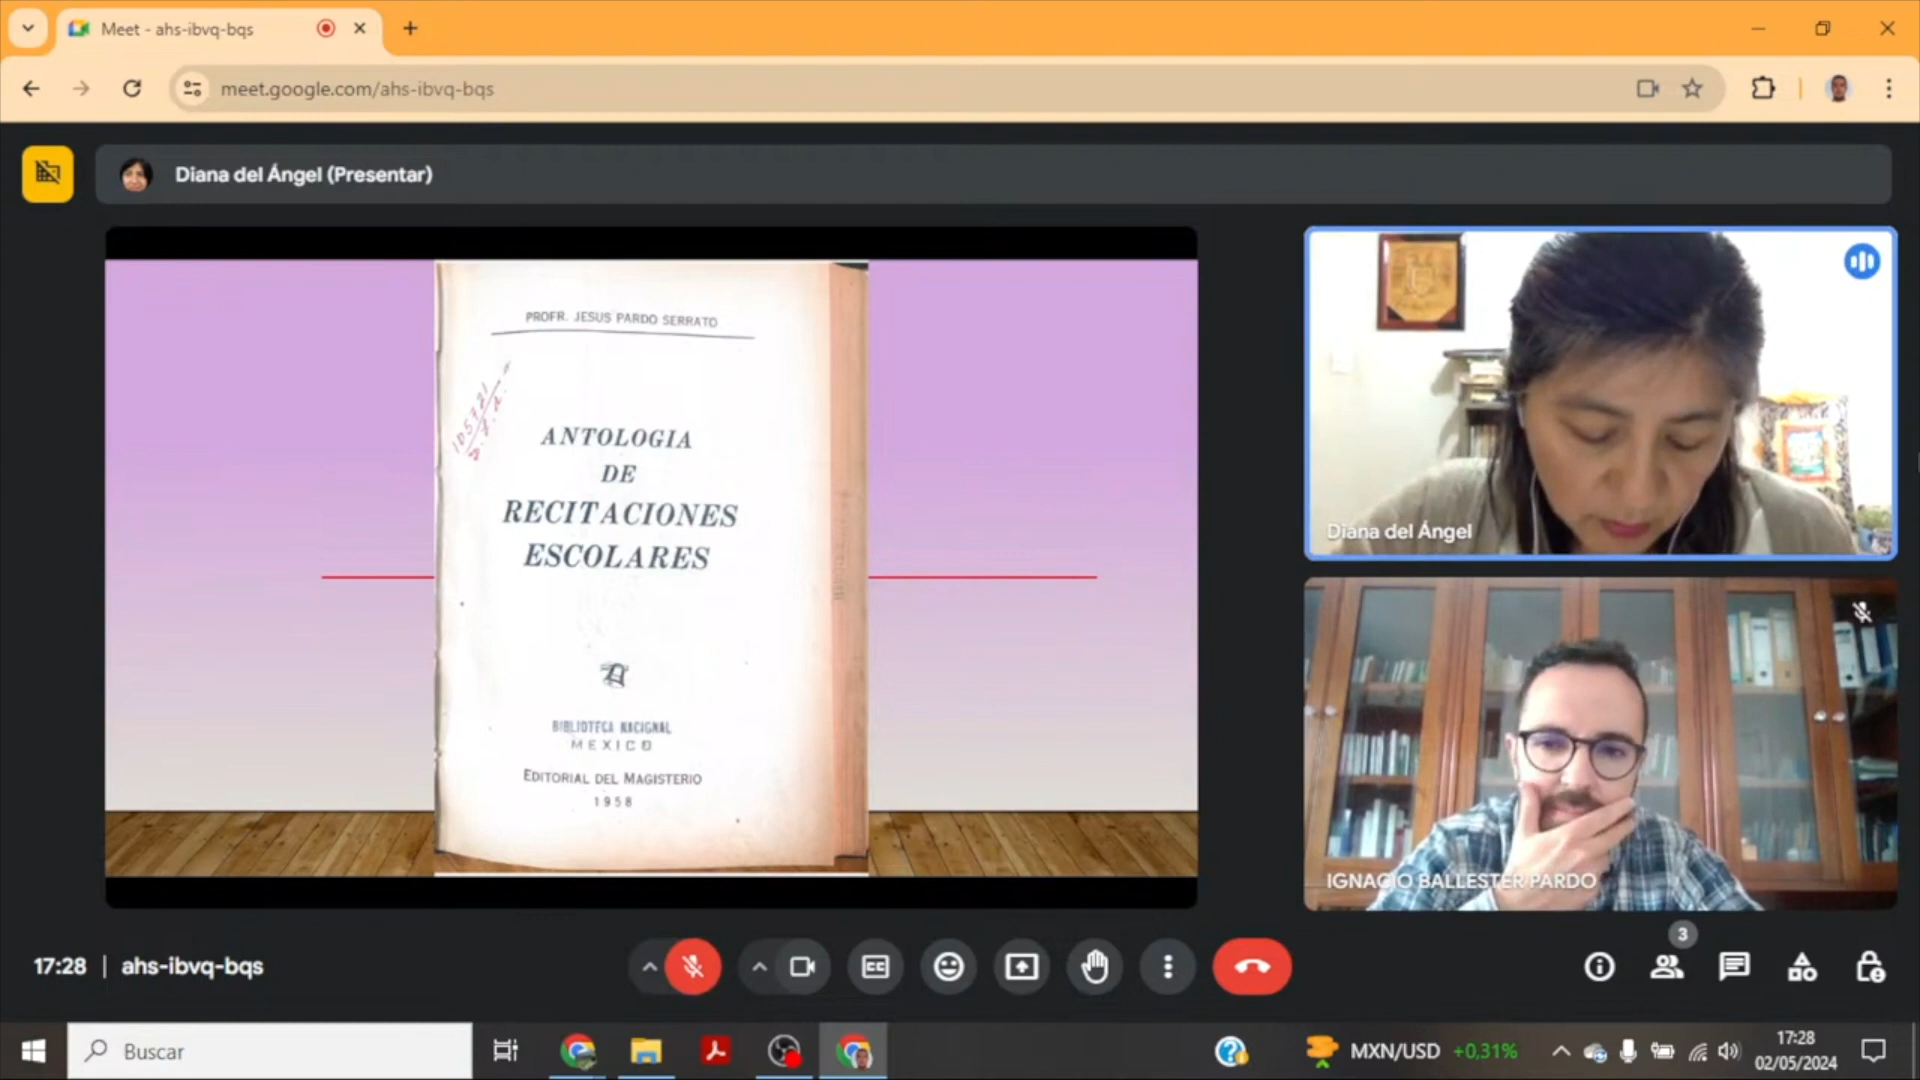 Meet - ahs-ibvq-bqs
meet.google.com/ahs-ibvq-bqs
Diana del Ángel (Presentar)
PROFR. JESUS PARDO SERRATO
105721
ANTOLOGIA
DE
RECITACIONES
ESCOLARES
BIBLIOTECA NACIONAL
MEXICO
EDITORIAL DEL MAGISTERIO
1958
Diana del Ángel
IGNACIO BALLESTER PARDO
17:28 | ahs-ibvq-bqs
3
Buscar
MXN/USD +0,31%
17:28
02/05/2024